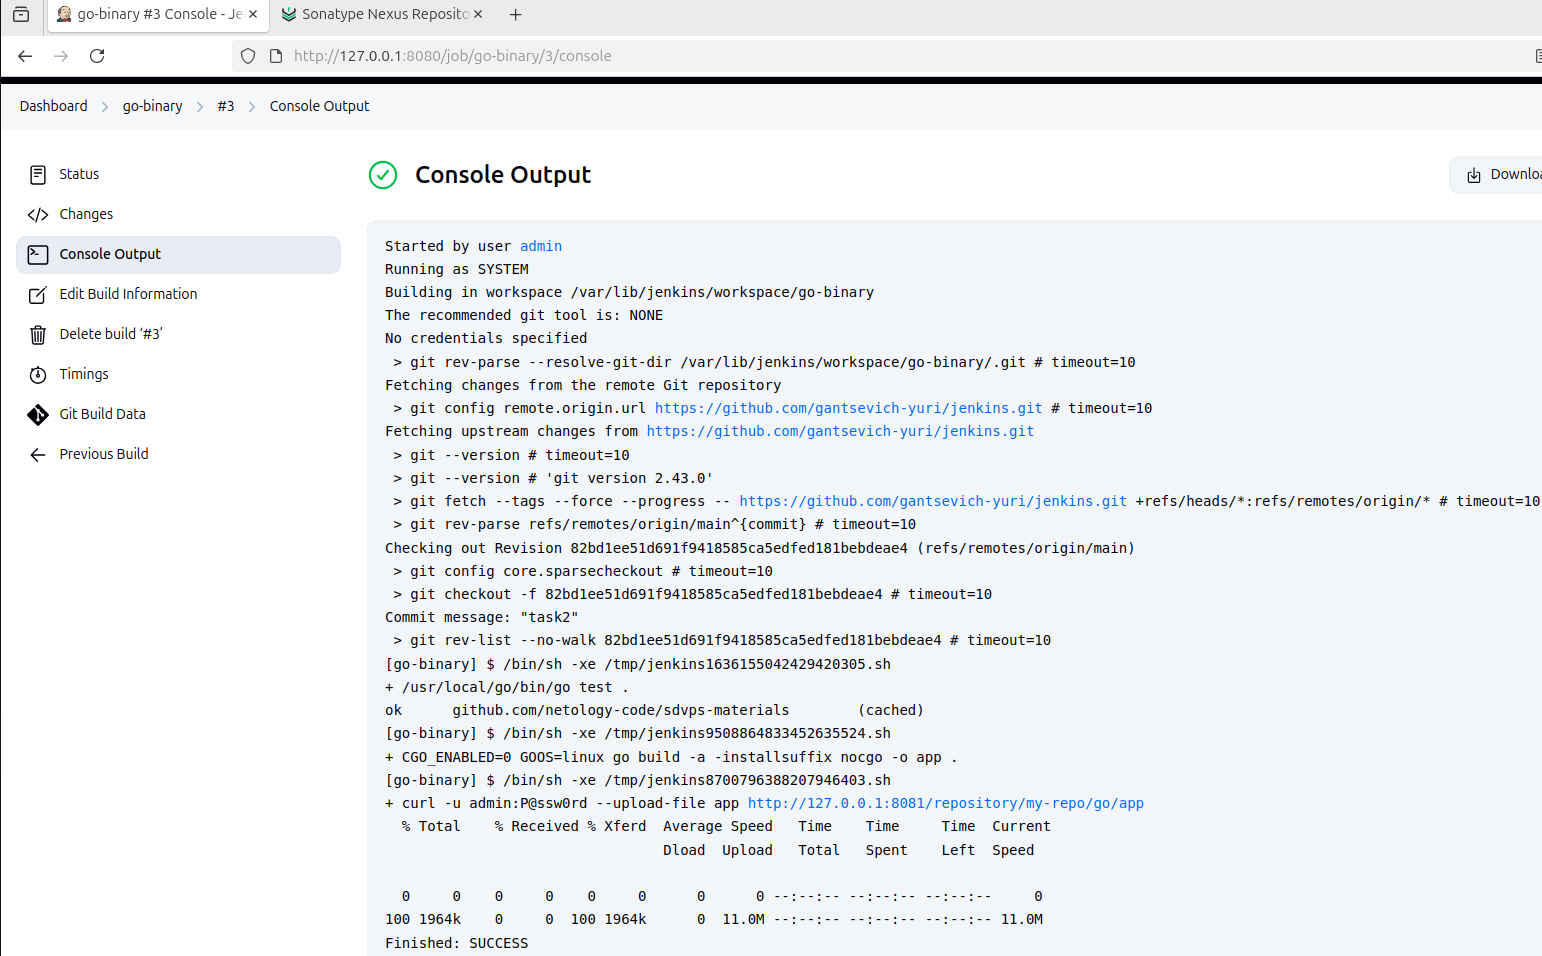 go-binary #3 Console - Je
Sonatype Nexus Reposito
http://127.0.0.1:8080/job/go-binary/3/console
Dashboard > go-binary > #3 > Console Output
Status
Changes
Console Output
Edit Build Information
Delete build ‘#3’
Timings
Git Build Data
Previous Build
Console Output
Downloa
Started by user admin
Running as SYSTEM
Building in workspace /var/lib/jenkins/workspace/go-binary
The recommended git tool is: NONE
No credentials specified
 > git rev-parse --resolve-git-dir /var/lib/jenkins/workspace/go-binary/.git # timeout=10
Fetching changes from the remote Git repository
 > git config remote.origin.url https://github.com/gantsevich-yuri/jenkins.git # timeout=10
Fetching upstream changes from https://github.com/gantsevich-yuri/jenkins.git
 > git --version # timeout=10
 > git --version # 'git version 2.43.0'
 > git fetch --tags --force --progress -- https://github.com/gantsevich-yuri/jenkins.git +refs/heads/*:refs/remotes/origin/* # timeout=10
 > git rev-parse refs/remotes/origin/main^{commit} # timeout=10
Checking out Revision 82bd1ee51d691f9418585ca5edfed181bebdeae4 (refs/remotes/origin/main)
 > git config core.sparsecheckout # timeout=10
 > git checkout -f 82bd1ee51d691f9418585ca5edfed181bebdeae4 # timeout=10
Commit message: "task2"
 > git rev-list --no-walk 82bd1ee51d691f9418585ca5edfed181bebdeae4 # timeout=10
[go-binary] $ /bin/sh -xe /tmp/jenkins1636155042429420305.sh
+ /usr/local/go/bin/go test .
ok      github.com/netology-code/sdvps-materials        (cached)
[go-binary] $ /bin/sh -xe /tmp/jenkins9508864833452635524.sh
+ CGO_ENABLED=0 GOOS=linux go build -a -installsuffix nocgo -o app .
[go-binary] $ /bin/sh -xe /tmp/jenkins8700796388207946403.sh
+ curl -u admin:P@ssw0rd --upload-file app http://127.0.0.1:8081/repository/my-repo/go/app
  % Total    % Received % Xferd  Average Speed   Time    Time     Time  Current
                                 Dload  Upload   Total   Spent    Left  Speed
  0     0    0     0    0     0      0      0 --:--:-- --:--:-- --:--:--     0
100 1964k    0     0  100 1964k      0  11.0M --:--:-- --:--:-- --:--:-- 11.0M
Finished: SUCCESS